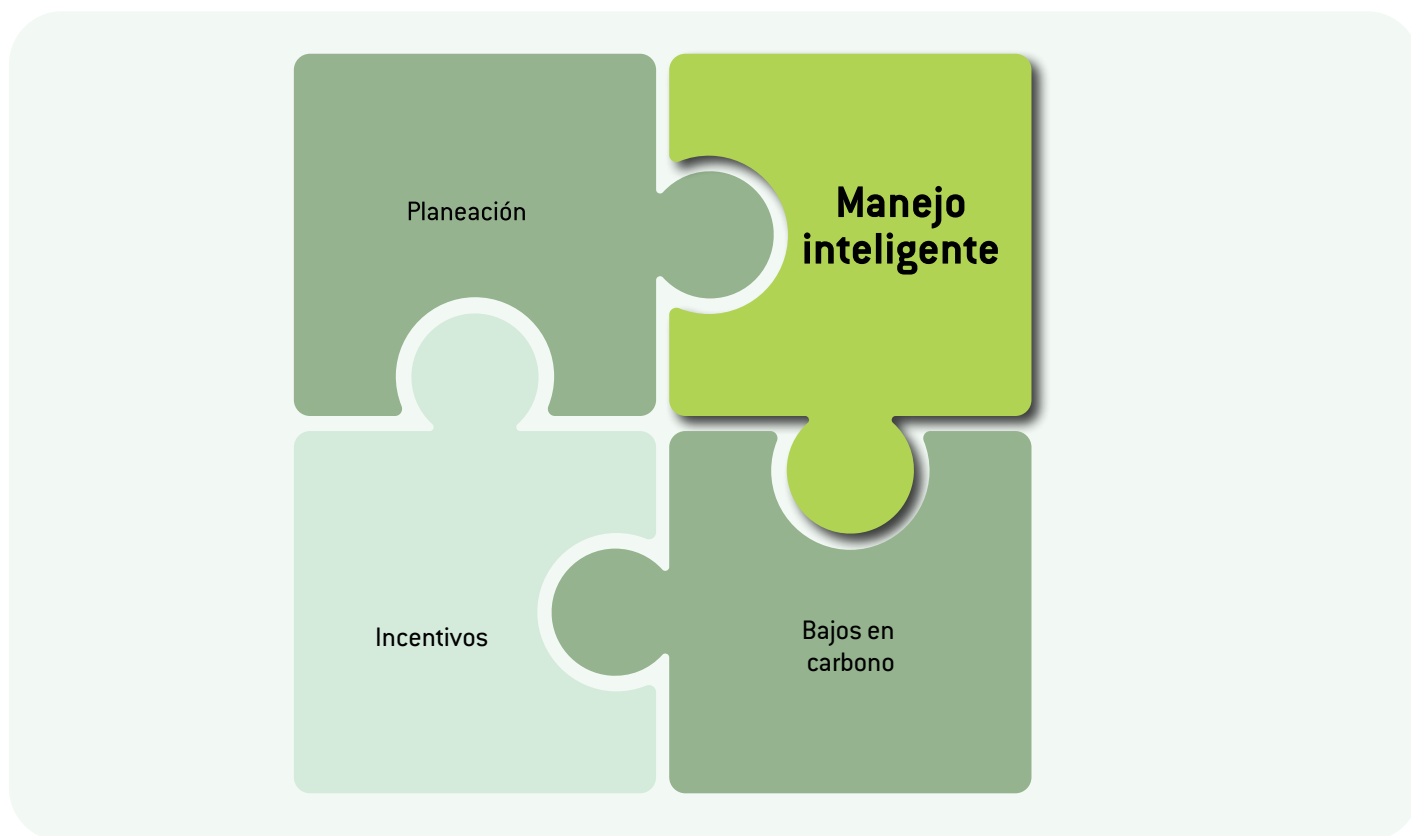 Planeación
Manejo
inteligente
Incentivos
Bajos en
carbono